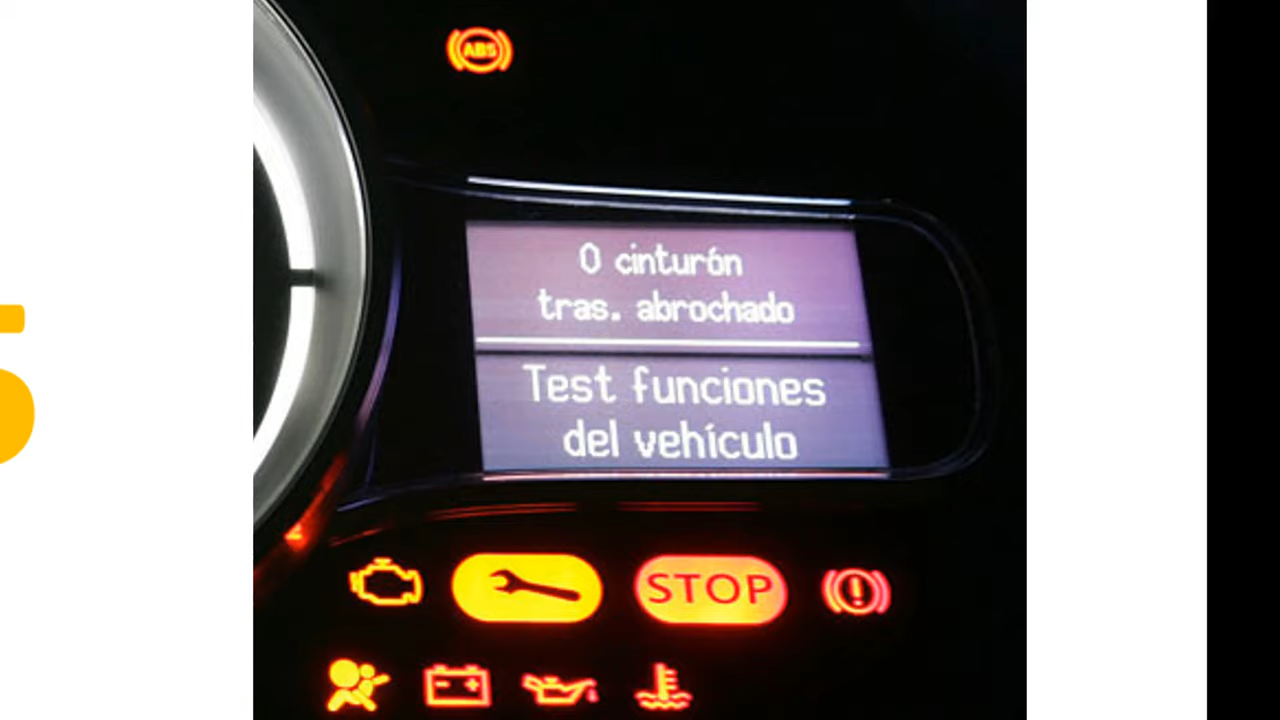 ABS
0 cinturón
tras. abrochado
Test funciones
del vehículo
STOP